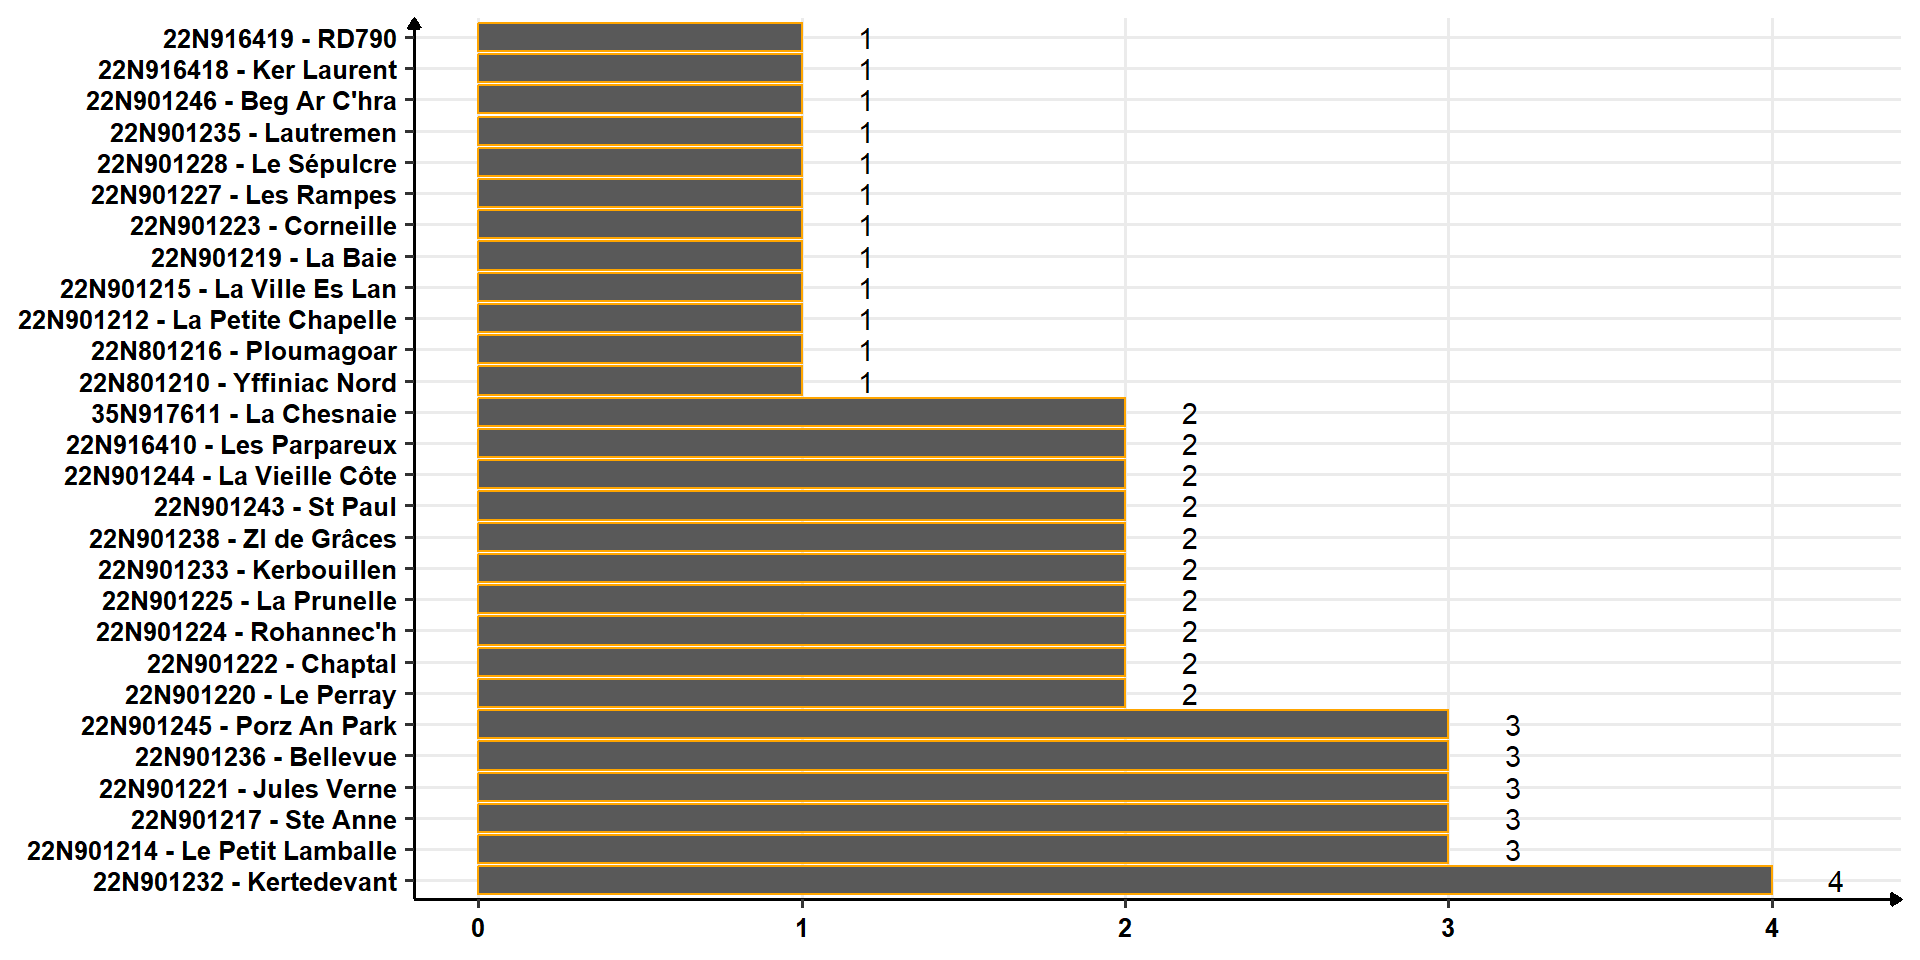 22N916419 - RD790 1
22N916418 - Ker Laurent 1
22N901246 - Beg Ar C'hra 1
22N901235 - Lautremen 1
22N901228 - Le Sépulcre 1
22N901227 - Les Rampes 1
22N901223 - Corneille 1
22N901219 - La Baie 1
22N901215 - La Ville Es Lan 1
22N901212 - La Petite Chapelle 1
22N801216 - Ploumagoar 1
22N801210 - Yffiniac Nord 1
35N917611 - La Chesnaie 2
22N916410 - Les Parpareux 2
22N901244 - La Vieille Côte 2
22N901243 - St Paul 2
22N901238 - ZI de Grâces 2
22N901233 - Kerbouillen 2
22N901225 - La Prunelle 2
22N901224 - Rohannec'h 2
22N901222 - Chaptal 2
22N901220 - Le Perray 2
22N901245 - Porz An Park 3
22N901236 - Bellevue 3
22N901221 - Jules Verne 3
22N901217 - Ste Anne 3
22N901214 - Le Petit Lamballe 3
22N901232 - Kertedevant 4
0 1 2 3 4